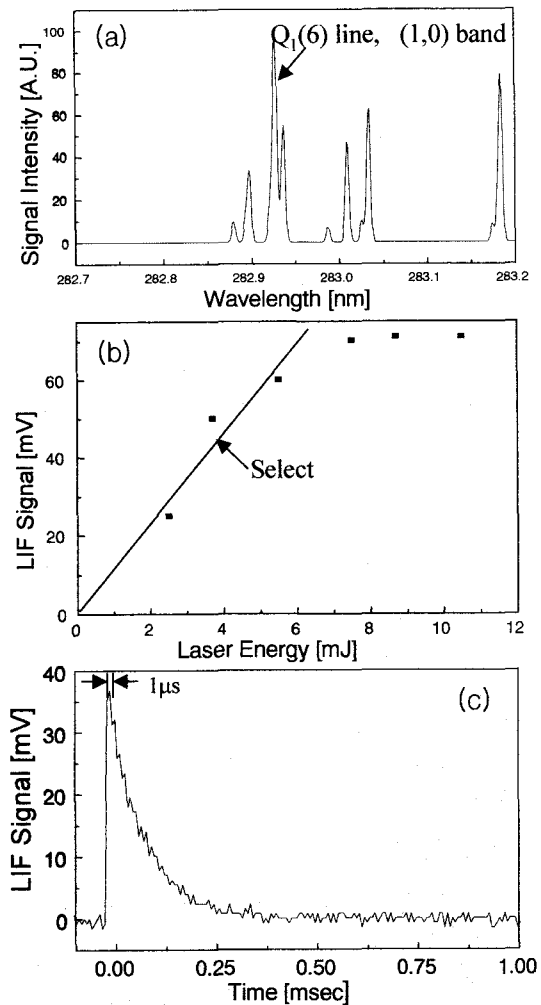 (a)
Q1(6) line, (1,0) band
100
80
60
40
20
0
Signal Intensity [A.U.]
262.7 262.8 282.9 283.0 283.1 283.2
Wavelength [nm]
(b)
60
40
20
0
LIF Signal [mV]
Select
0 2 4 6 8 10 12
Laser Energy [mJ]
40
1μs
(c)
30
20
10
0
LIF Signal [mV]
0.00 0.25 0.50 0.75 1.00
Time [msec]